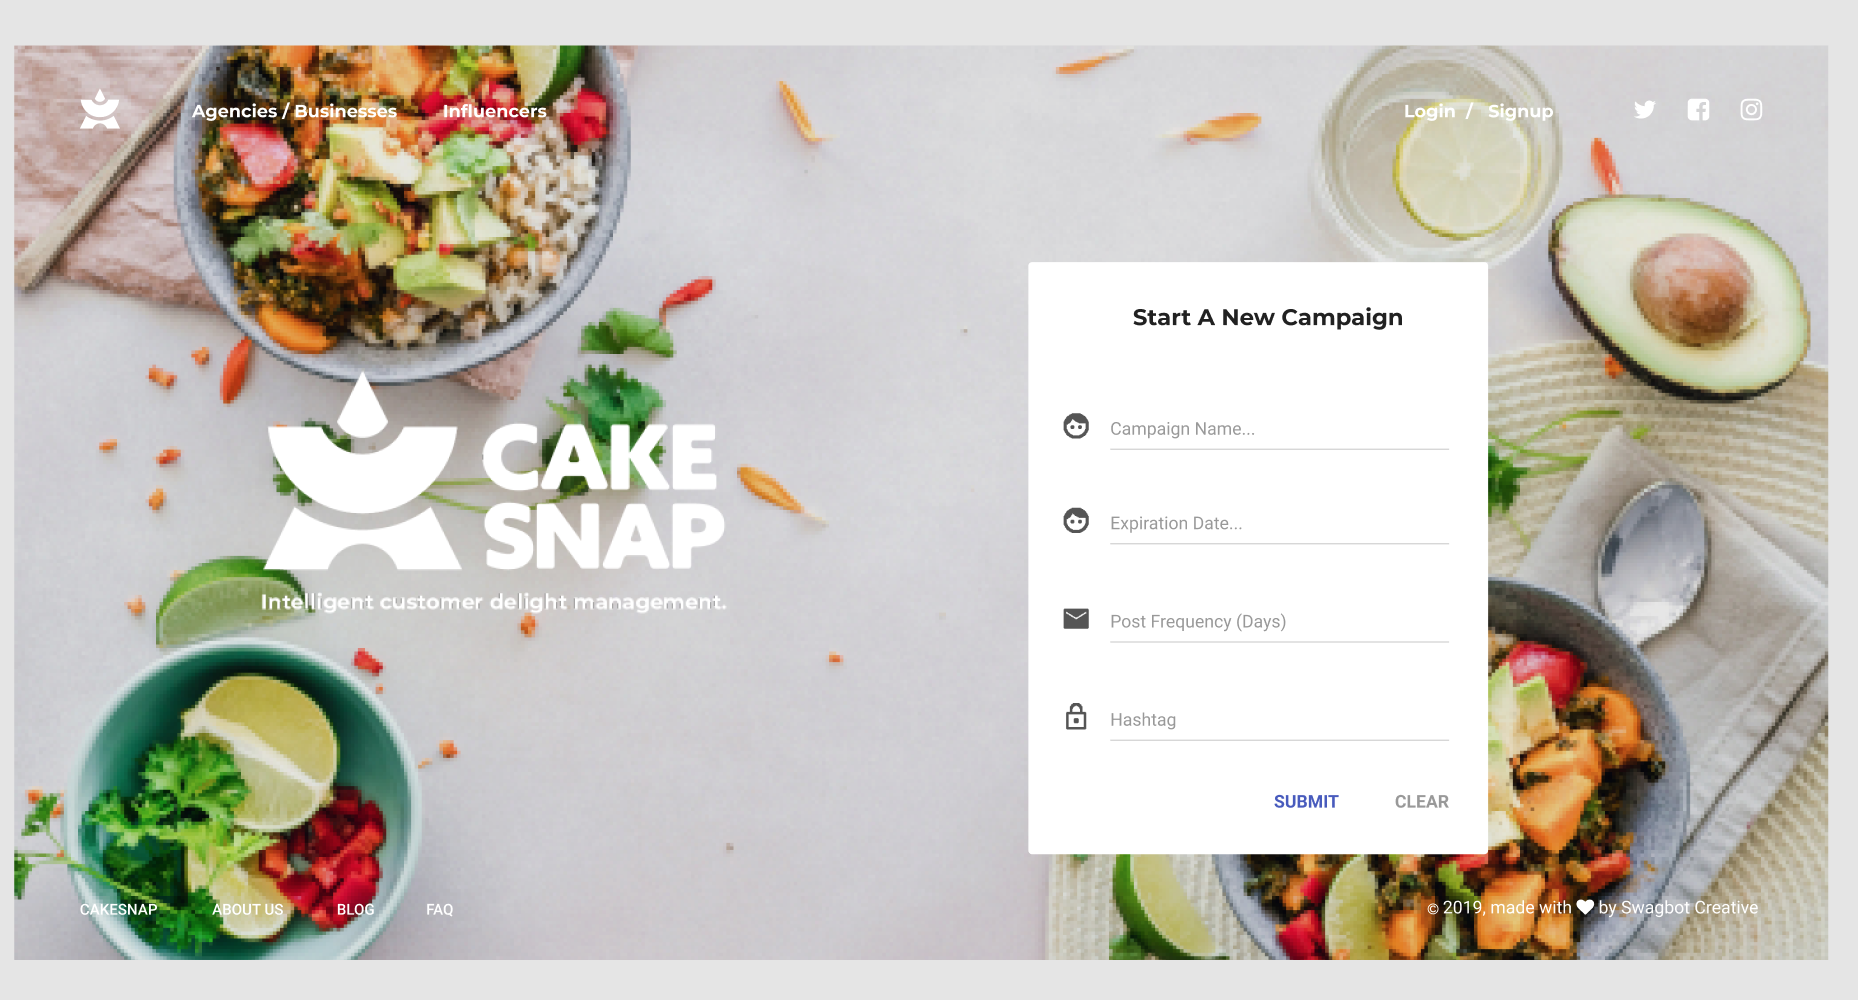 Agencies / Businesses
Influencers
Login / Signup
Start A New Campaign
Campaign Name...
CAKE
SNAP
Expiration Date...
Intelligent customer delight management.
Post Frequency (Days)
Hashtag
SUBMIT
CLEAR
CAKESNAP
ABOUT US
BLOG
FAQ
© 2019, made with ♥ by Swagbot Creative